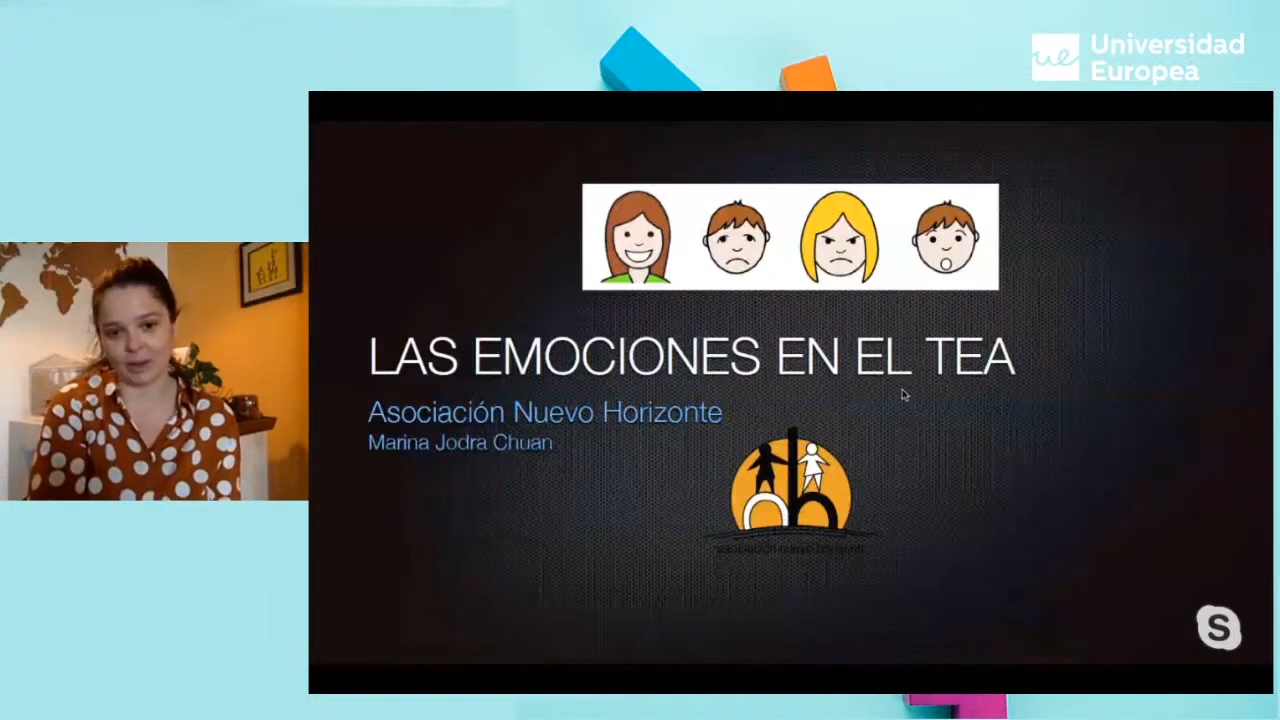 Universidad
Europea
LAS EMOCIONES EN EL TEA
Asociación Nuevo Horizonte
Marina Jodra Chuan